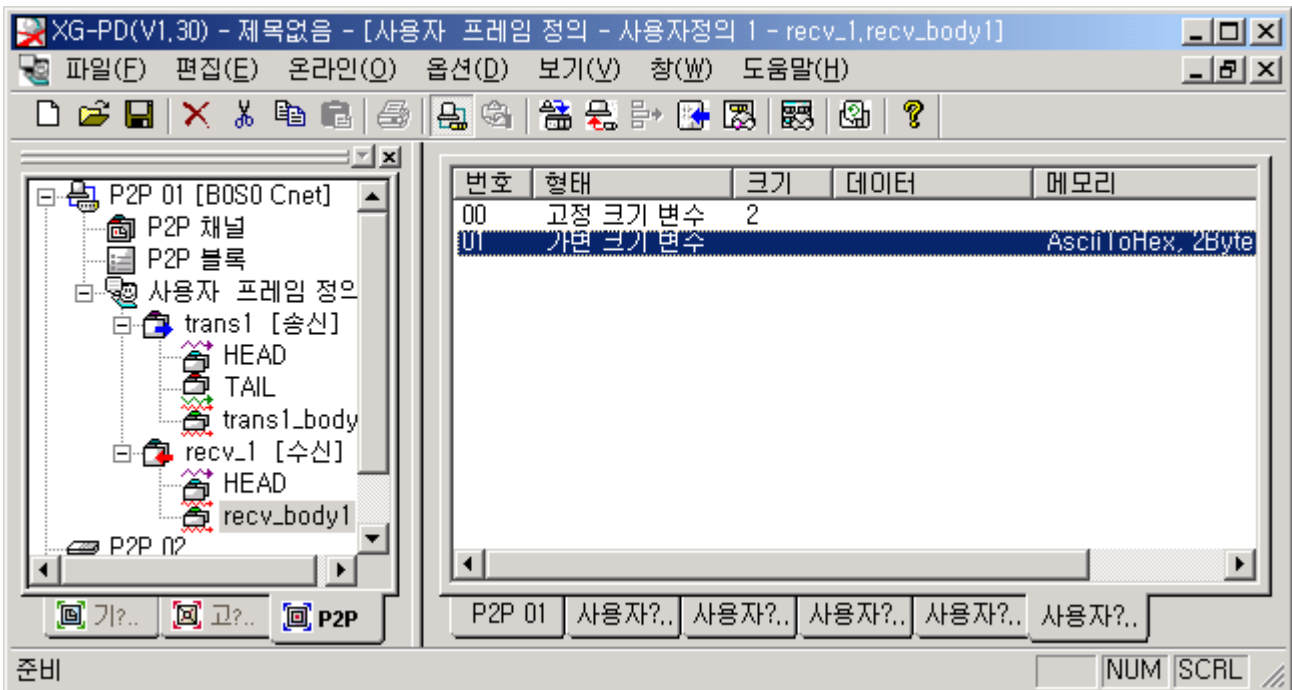 XG-PD(V1,30) - 제목없음 - [사용자 프레임 정의 - 사용자정의 1 - recv_1,recv_body1]
파일(F) 편집(E) 온라인(O) 옵션(D) 보기(V) 창(W) 도움말(H)
P2P 01 [B0S0 Cnet]
P2P 채널
P2P 블록
사용자 프레임 정의
trans1 [송신]
HEAD
TAIL
trans1_body
recv_1 [수신]
HEAD
recv_body1
P2P 02
기?.. 고?.. P2P
번호 형태 크기 데이터 메모리
00 고정 크기 변수 2
01 가변 크기 변수 AsciiToHex, 2Byte
P2P 01 사용자?.. 사용자?.. 사용자?.. 사용자?.. 사용자?..
준비 NUM SCRL